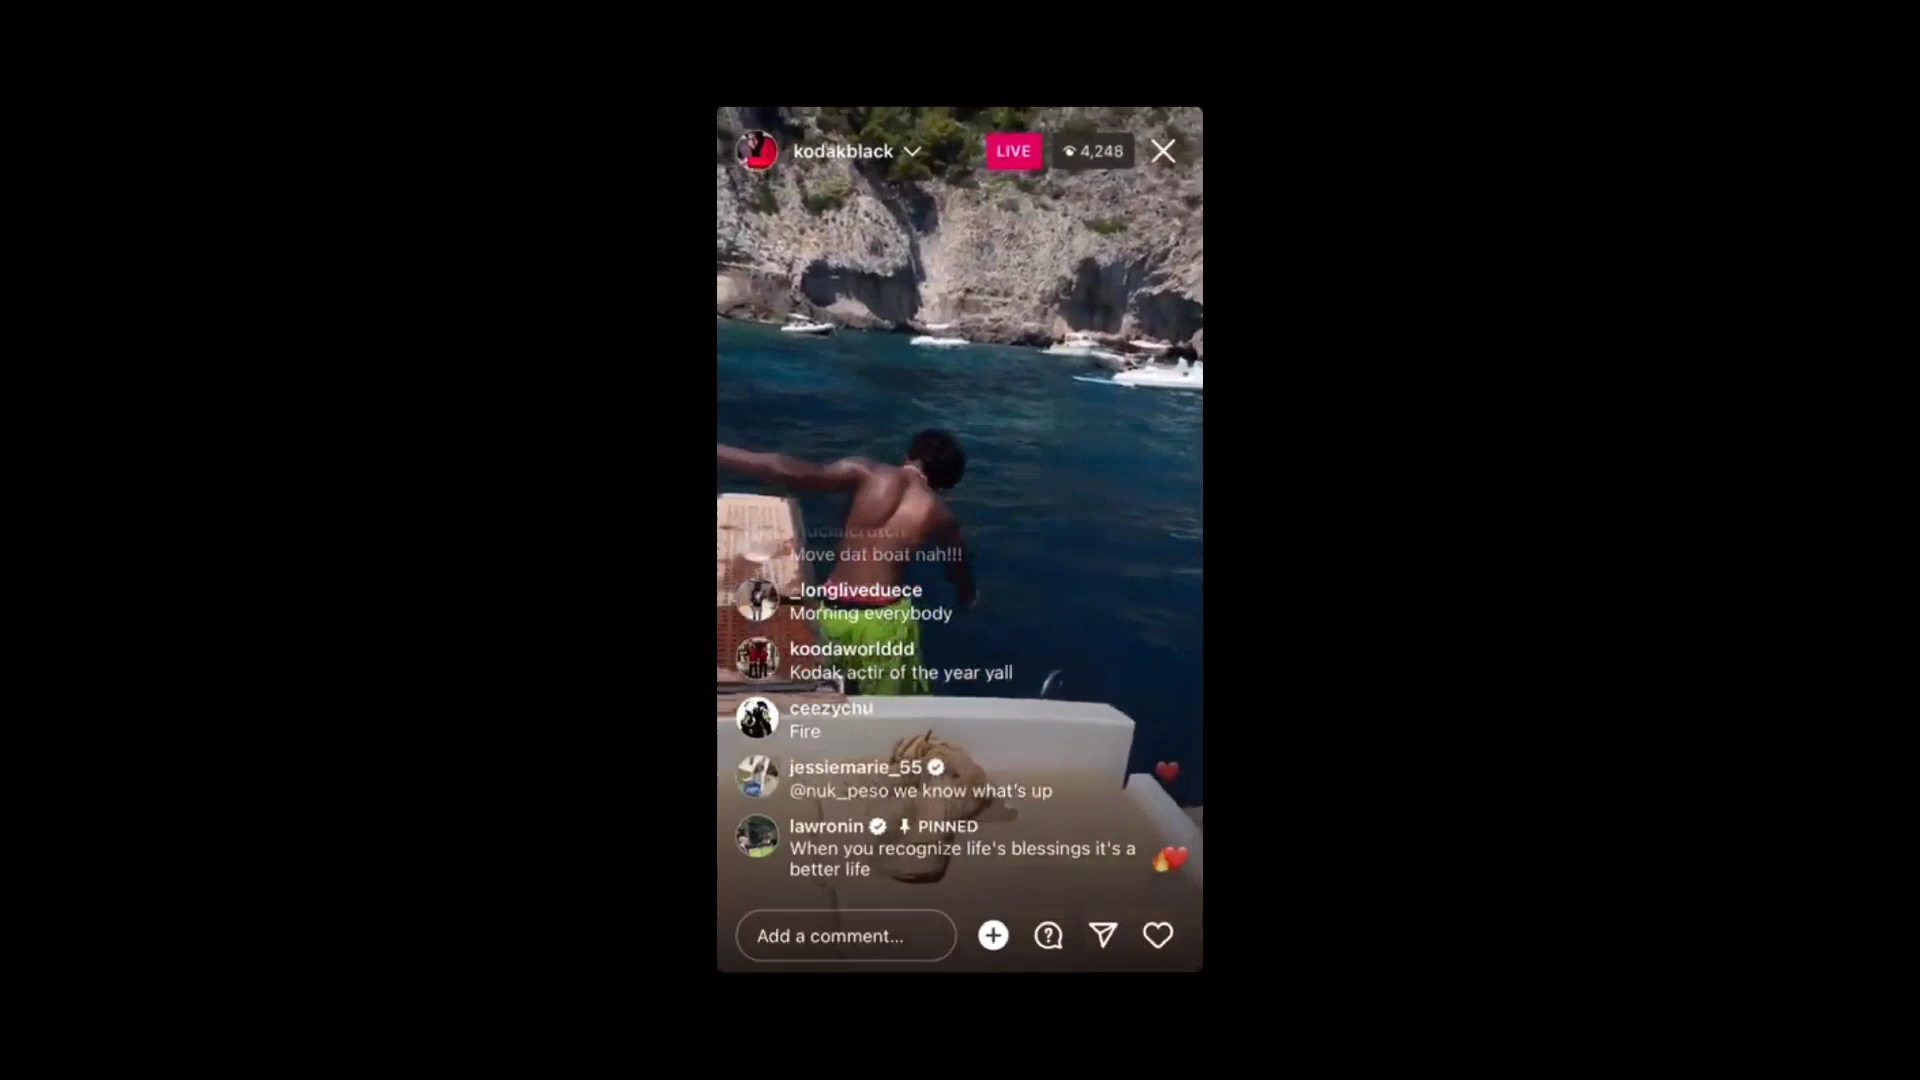 kodakblack
LIVE
4,248
Move dat boat nah!!!
_longliveduece
Morning everybody
koodaworlddd
Kodak actir of the year yall
ceezychu
Fire
jessiemarie_55
@nuk_peso we know what's up
lawronin PINNED
When you recognize life's blessings it's a
better life
Add a comment...